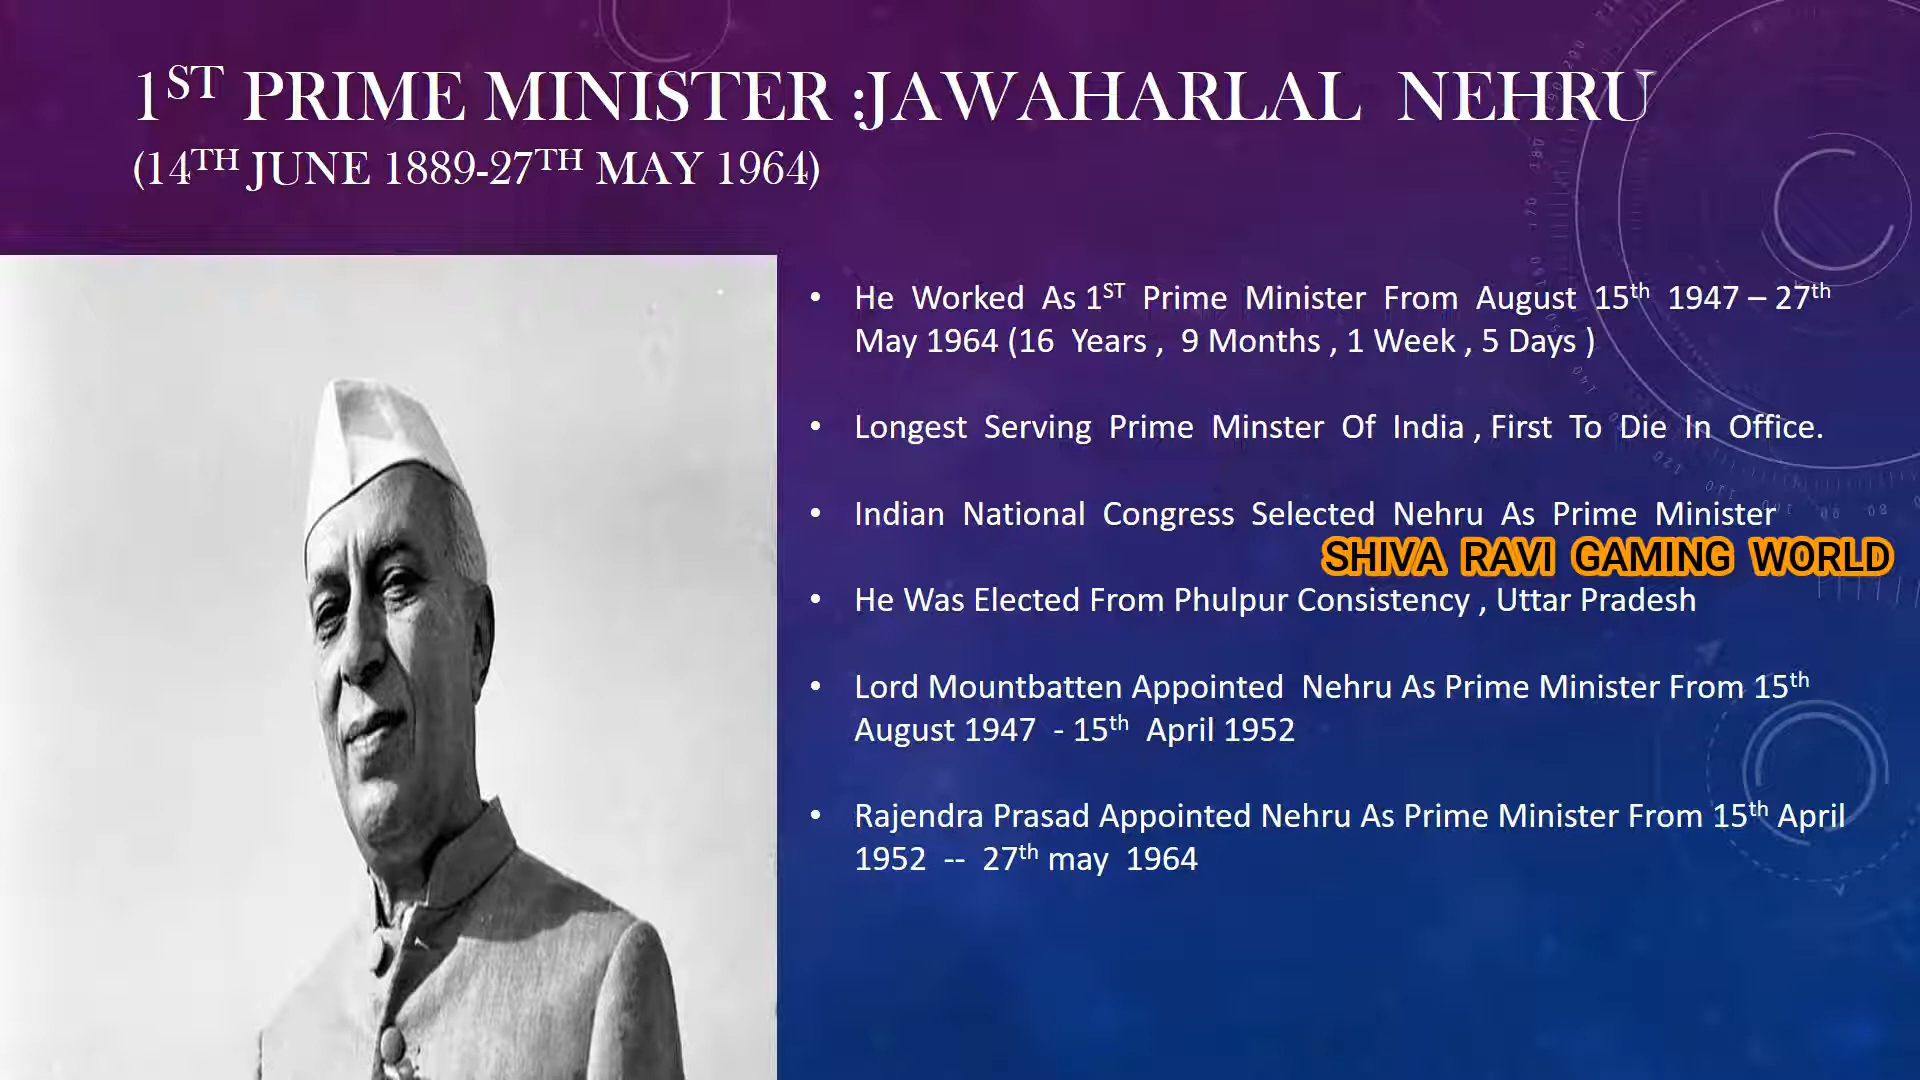 1ST PRIME MINISTER :JAWAHARLAL NEHRU
(14TH JUNE 1889-27TH MAY 1964)
• He Worked As 1ST Prime Minister From August 15th 1947 – 27th
May 1964 (16 Years , 9 Months , 1 Week , 5 Days )
• Longest Serving Prime Minster Of India , First To Die In Office.
• Indian National Congress Selected Nehru As Prime Minister
SHIVA RAVI GAMING WORLD
• He Was Elected From Phulpur Consistency , Uttar Pradesh
• Lord Mountbatten Appointed Nehru As Prime Minister From 15th
August 1947 - 15th April 1952
• Rajendra Prasad Appointed Nehru As Prime Minister From 15th April
1952 -- 27th may 1964